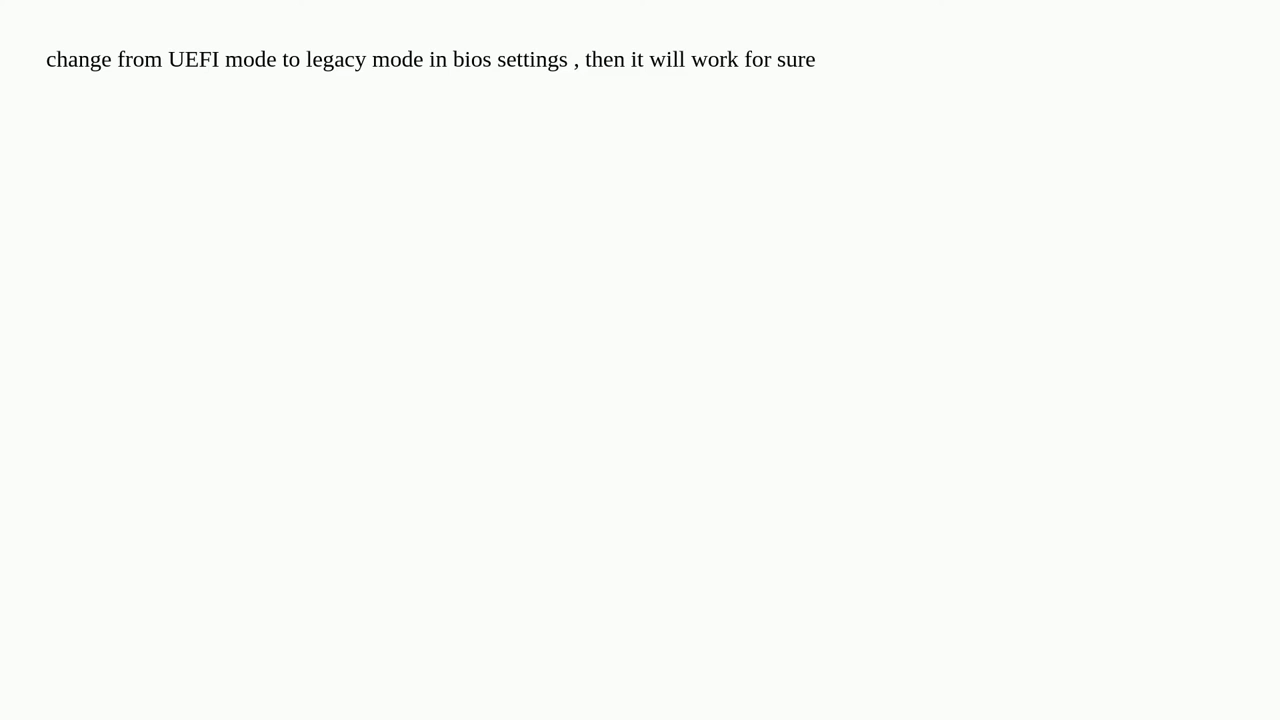 change from UEFI mode to legacy mode in bios settings , then it will work for sure